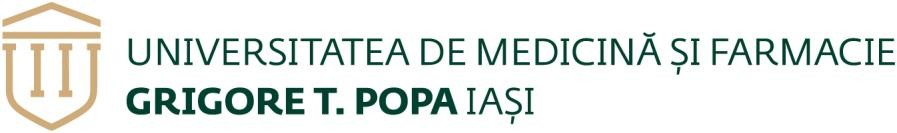 UNIVERSITATEA DE MEDICINĂ ȘI FARMACIE
GRIGORE T. POPA IAȘI